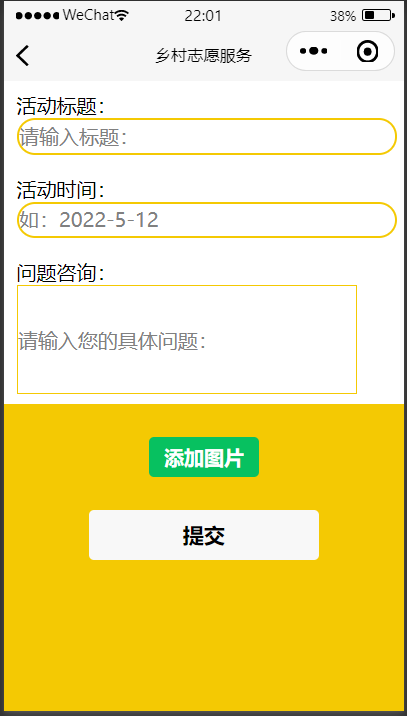 WeChat 22:01 38%
乡村志愿服务
活动标题：
请输入标题：
活动时间：
如：2022-5-12
问题咨询：
请输入您的具体问题：
添加图片
提交